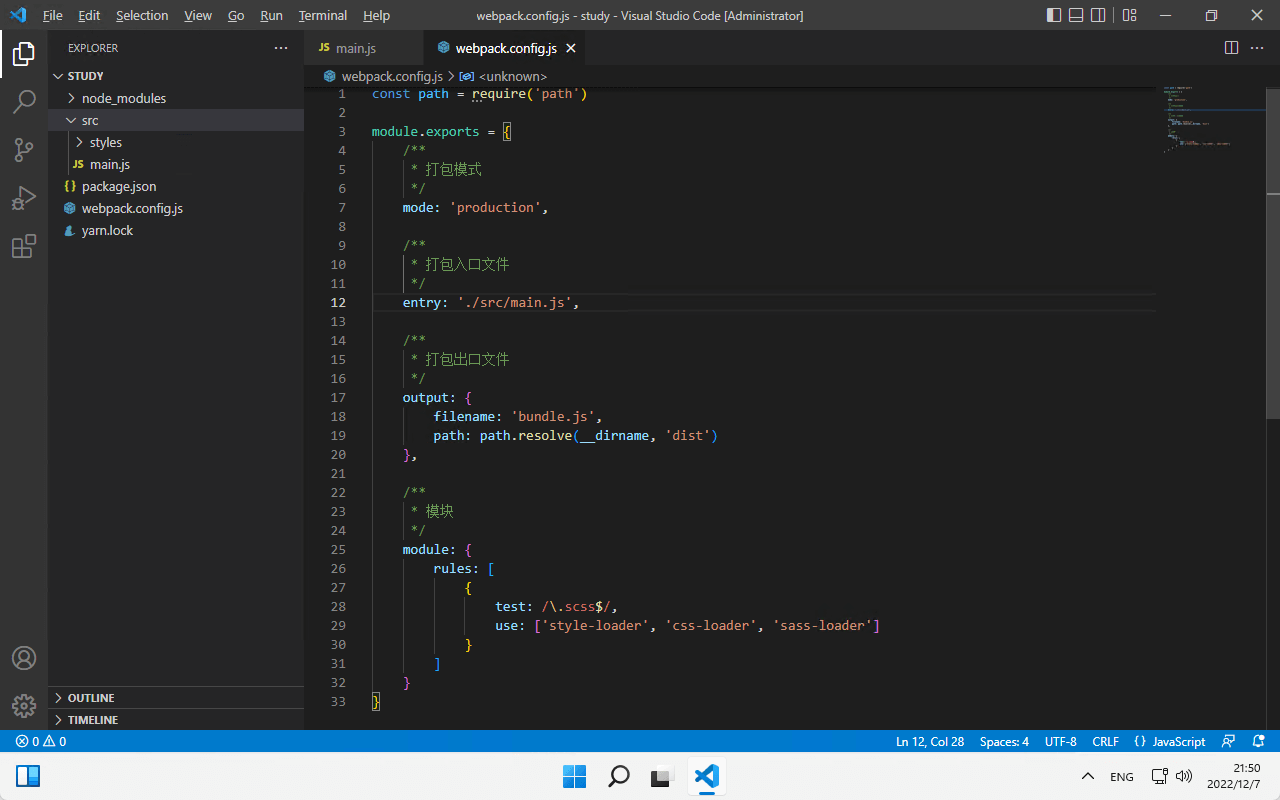 File Edit Selection View Go Run Terminal Help webpack.config.js - study - Visual Studio Code [Administrator]
EXPLORER
STUDY
node_modules
src
styles
JS main.js
{} package.json
webpack.config.js
yarn.lock
OUTLINE
TIMELINE
JS main.js webpack.config.js
webpack.config.js > <unknown>
1 const path = require('path')
2
3 module.exports = {
4 /**
5 * 打包模式
6 */
7 mode: 'production',
8
9 /**
10 * 打包入口文件
11 */
12 entry: './src/main.js',
13
14 /**
15 * 打包出口文件
16 */
17 output: {
18 filename: 'bundle.js',
19 path: path.resolve(__dirname, 'dist')
20 },
21
22 /**
23 * 模块
24 */
25 module: {
26 rules: [
27 {
28 test: /\.scss$/,
29 use: ['style-loader', 'css-loader', 'sass-loader']
30 }
31 ]
32 }
33 }
0 0 Ln 12, Col 28 Spaces: 4 UTF-8 CRLF {} JavaScript
ENG
21:50
2022/12/7